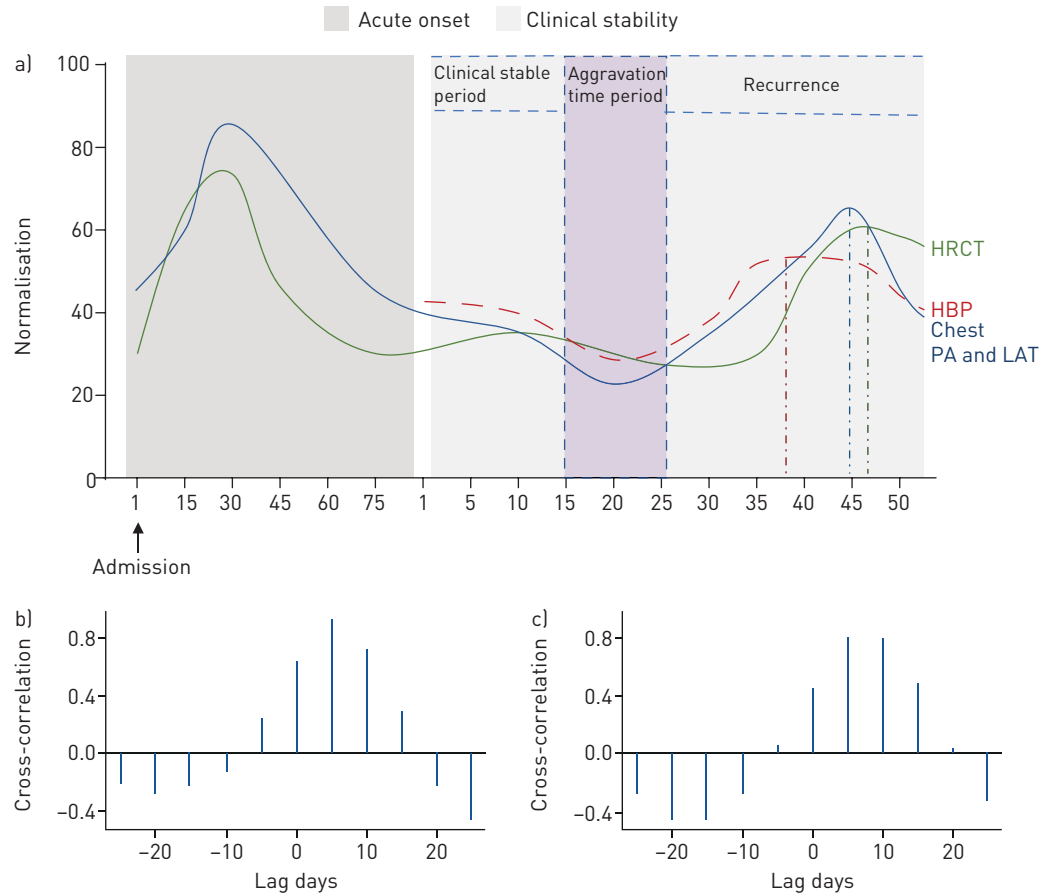 Acute onset
Clinical stability
a)
100
80
60
40
20
0
Normalisation
Clinical stable
period
Aggravation
time period
Recurrence
HRCT
HBP
Chest
PA and LAT
1 15 30 45 60 75 1 5 10 15 20 25 30 35 40 45 50
Admission
b)
Cross-correlation
0.8
0.4
0.0
−0.4
−20 −10 0 10 20
Lag days
c)
Cross-correlation
0.8
0.4
0.0
−0.4
−20 −10 0 10 20
Lag days